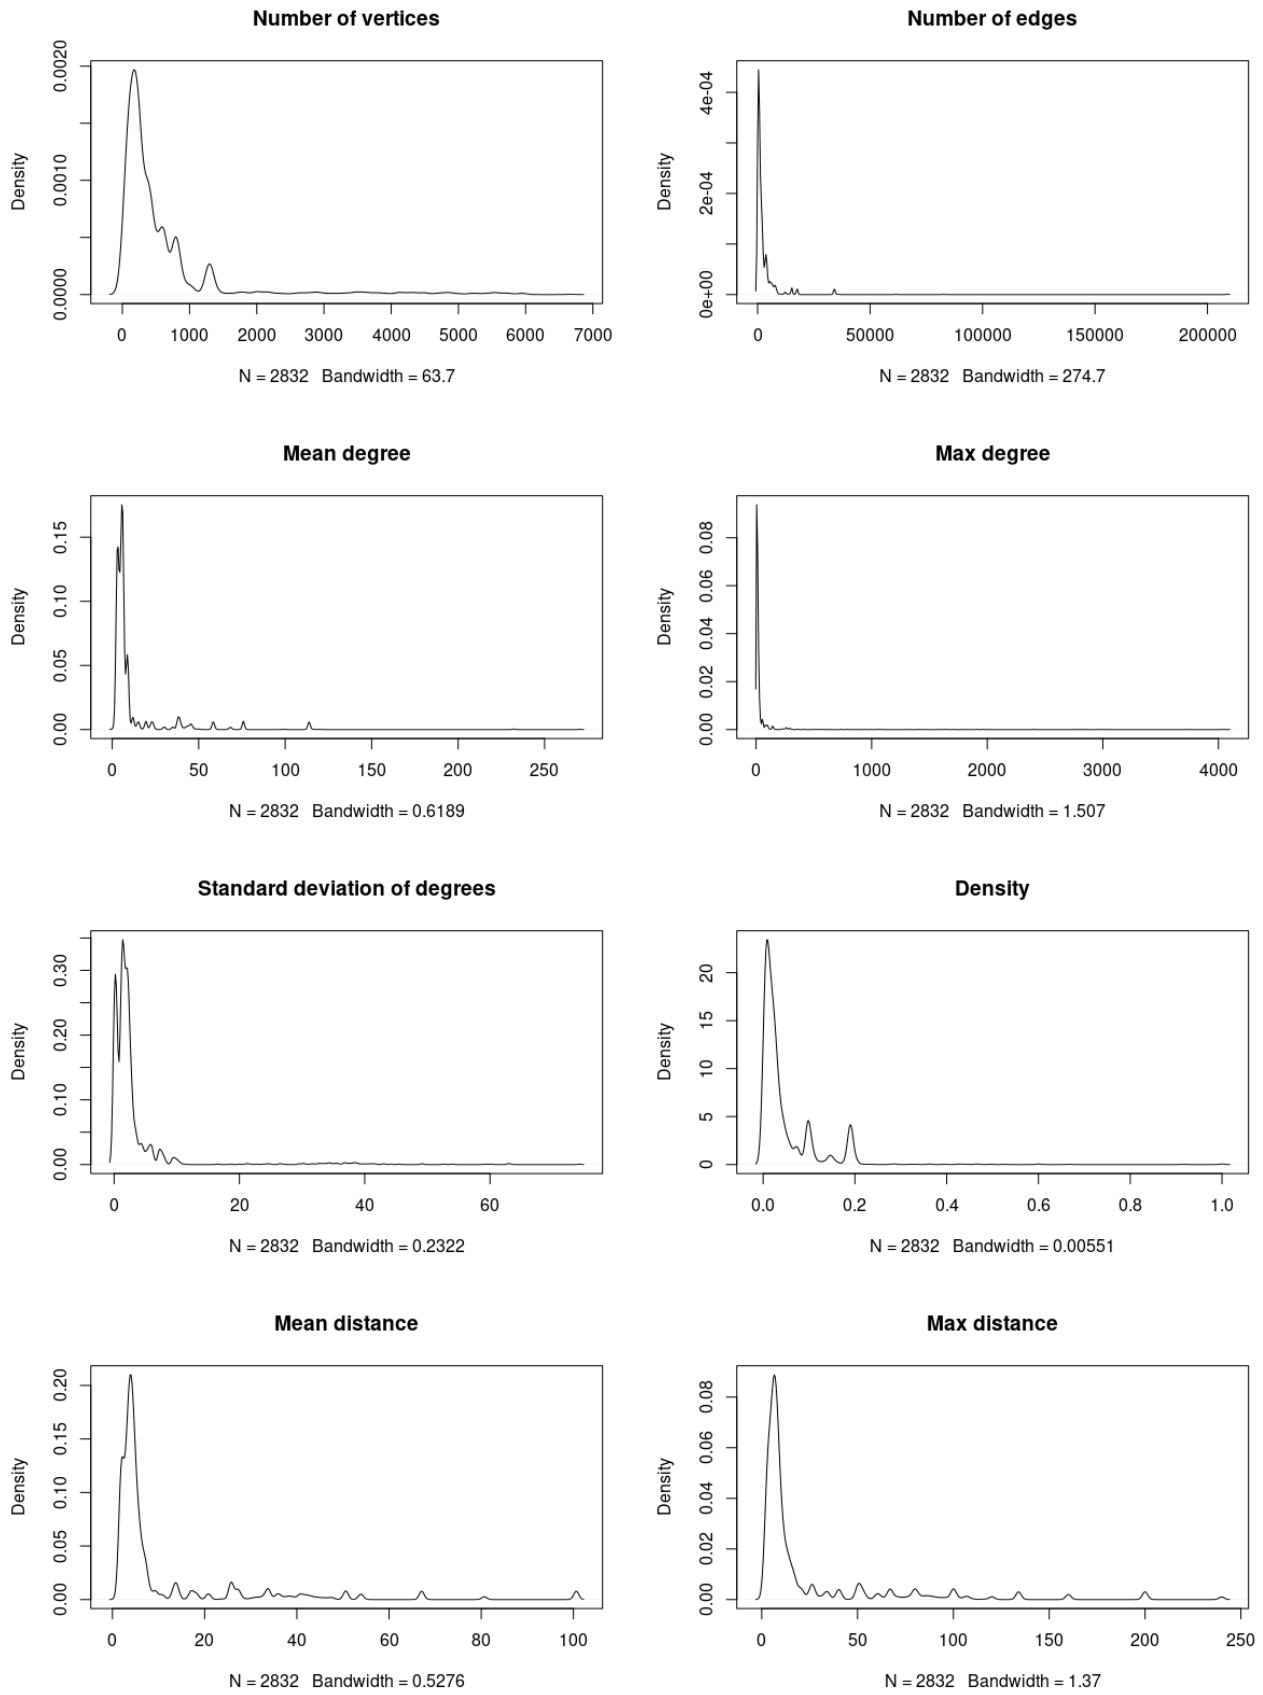 Number of vertices
Density
0.0000 0.0010 0.0020
0 1000 2000 3000 4000 5000 6000 7000
N = 2832 Bandwidth = 63.7
Number of edges
Density
0e+00 2e-04 4e-04
0 50000 100000 150000 200000
N = 2832 Bandwidth = 274.7
Mean degree
Density
0.00 0.05 0.10 0.15
0 50 100 150 200 250
N = 2832 Bandwidth = 0.6189
Max degree
Density
0.00 0.02 0.04 0.06 0.08
0 1000 2000 3000 4000
N = 2832 Bandwidth = 1.507
Standard deviation of degrees
Density
0.00 0.10 0.20 0.30
0 20 40 60
N = 2832 Bandwidth = 0.2322
Density
Density
0 5 10 15 20
0.0 0.2 0.4 0.6 0.8 1.0
N = 2832 Bandwidth = 0.00551
Mean distance
Density
0.00 0.05 0.10 0.15 0.20
0 20 40 60 80 100
N = 2832 Bandwidth = 0.5276
Max distance
Density
0.00 0.02 0.04 0.06 0.08
0 50 100 150 200 250
N = 2832 Bandwidth = 1.37